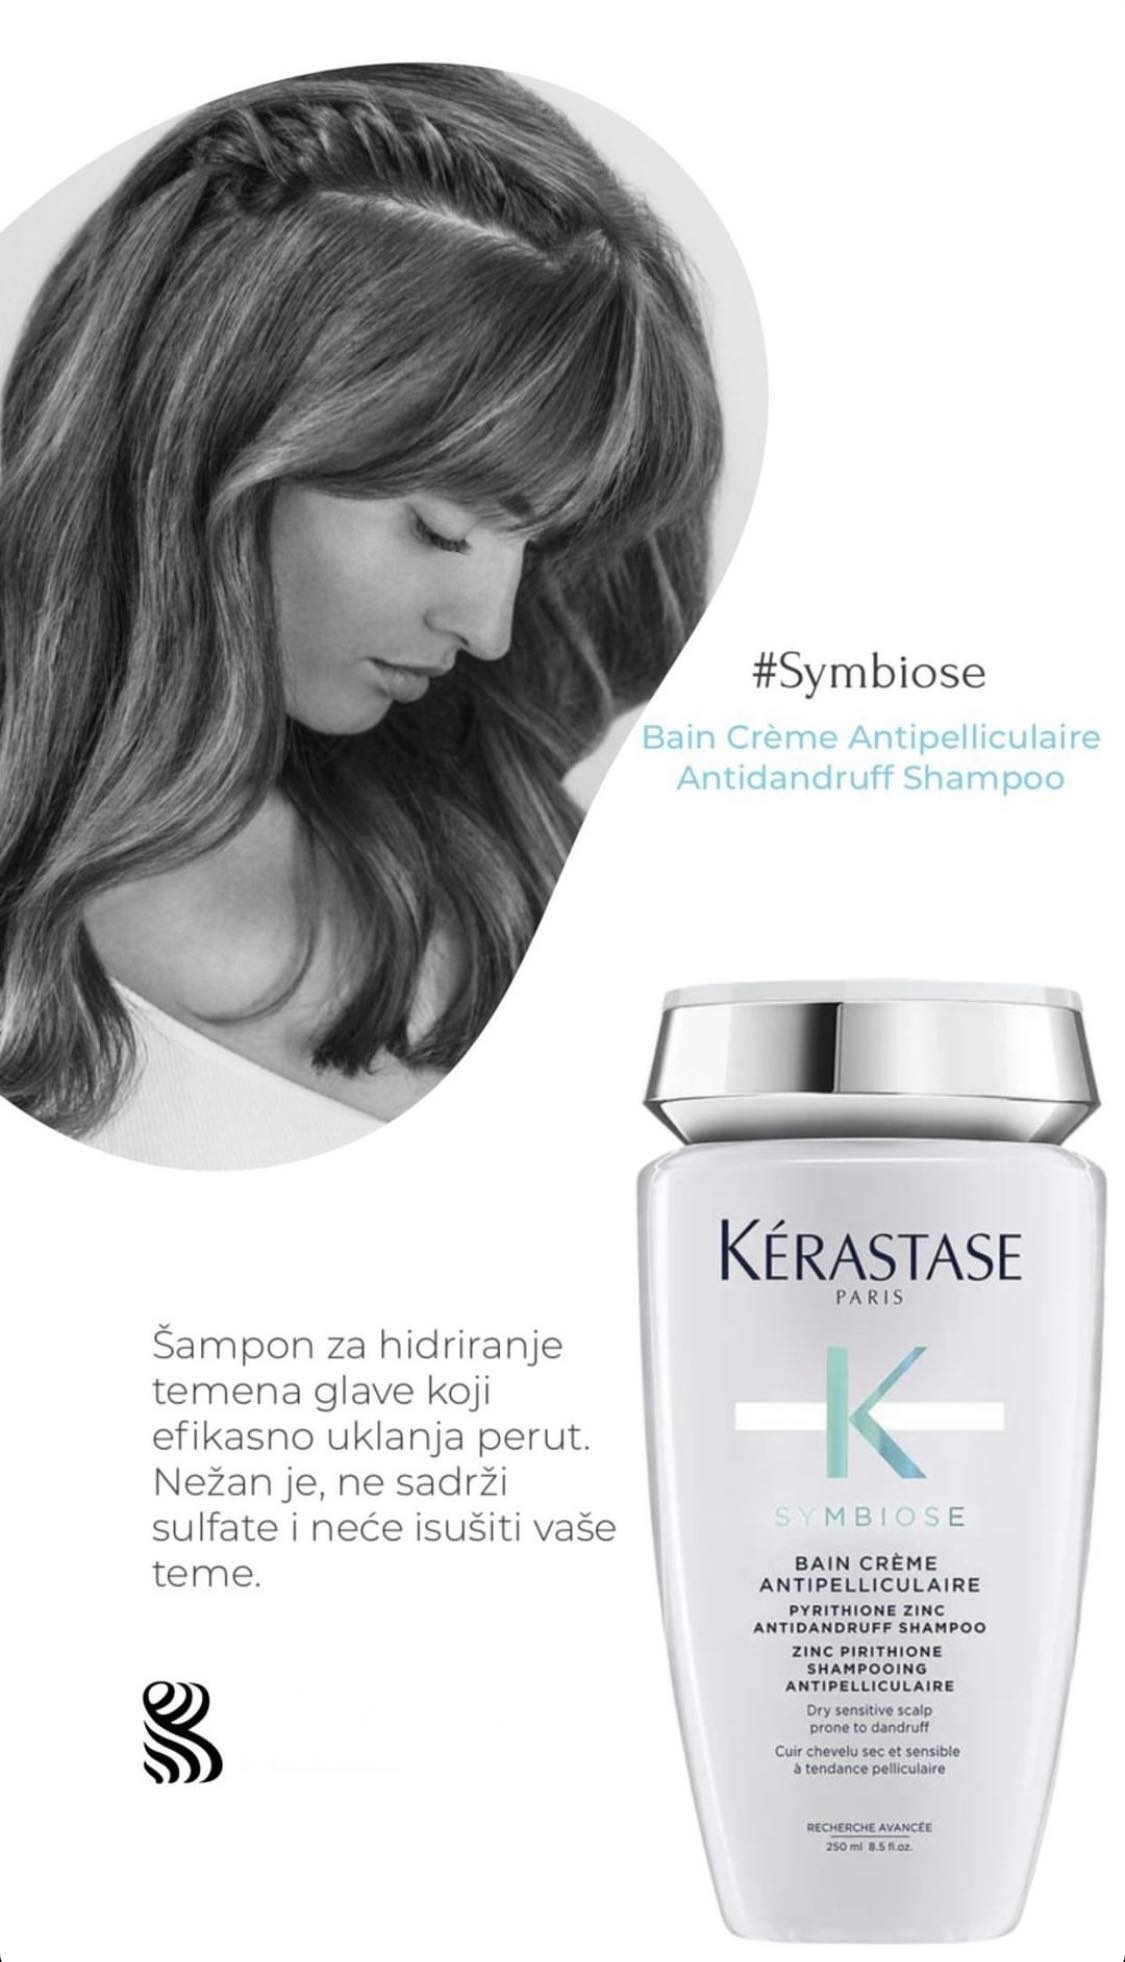 #Symbiose
Bain Crème Antipelliculaire
Antidandruff Shampoo
KÉRASTASE
PARIS
K
SYMBIOSE
BAIN CRÈME
ANTIPELLICULAIRE
PYRITHIONE ZINC
ANTIDANDRUFF SHAMPOO
ZINC PIRITHIONE
SHAMPOOING
ANTIPELLICULAIRE
Dry sensitive scalp
prone to dandruff
Cuir chevelu sec et sensible
à tendance pelliculaire
RECHERCHE AVANCÉE
250 ml 8.5 fl.oz.
Šampon za hidriranje
temena glave koji
efikasno uklanja perut.
Nežan je, ne sadrži
sulfate i neće isušiti vaše
teme.